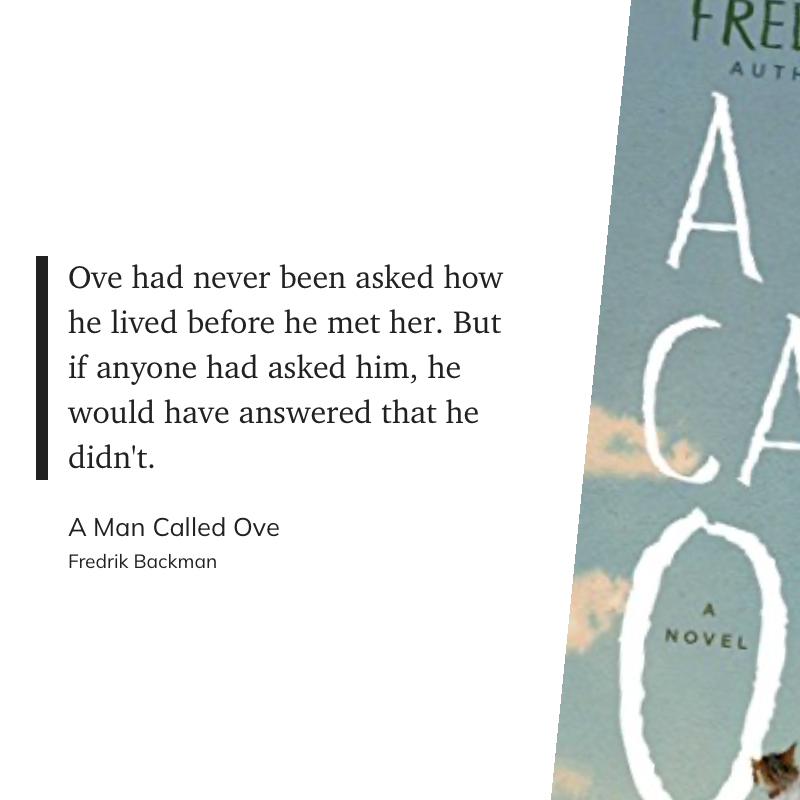 Ove had never been asked how
he lived before he met her. But
if anyone had asked him, he
would have answered that he
didn't.
A Man Called Ove
Fredrik Backman
FRED
AUTH
A
CA
O
A
NOVEL